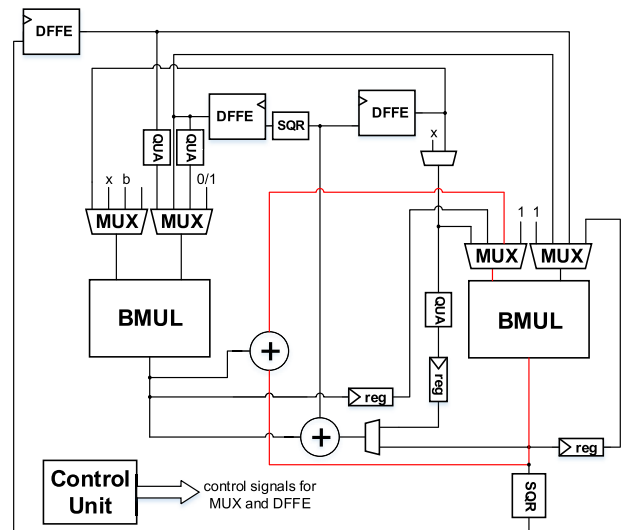 DFFE
DFFE
SQR
DFFE
x
QUA
QUA
x b
0/1
MUX
MUX
1 1
MUX
MUX
BMUL
QUA
BMUL
+
reg
reg
+
reg
Control
Unit
control signals for
MUX and DFFE
SQR